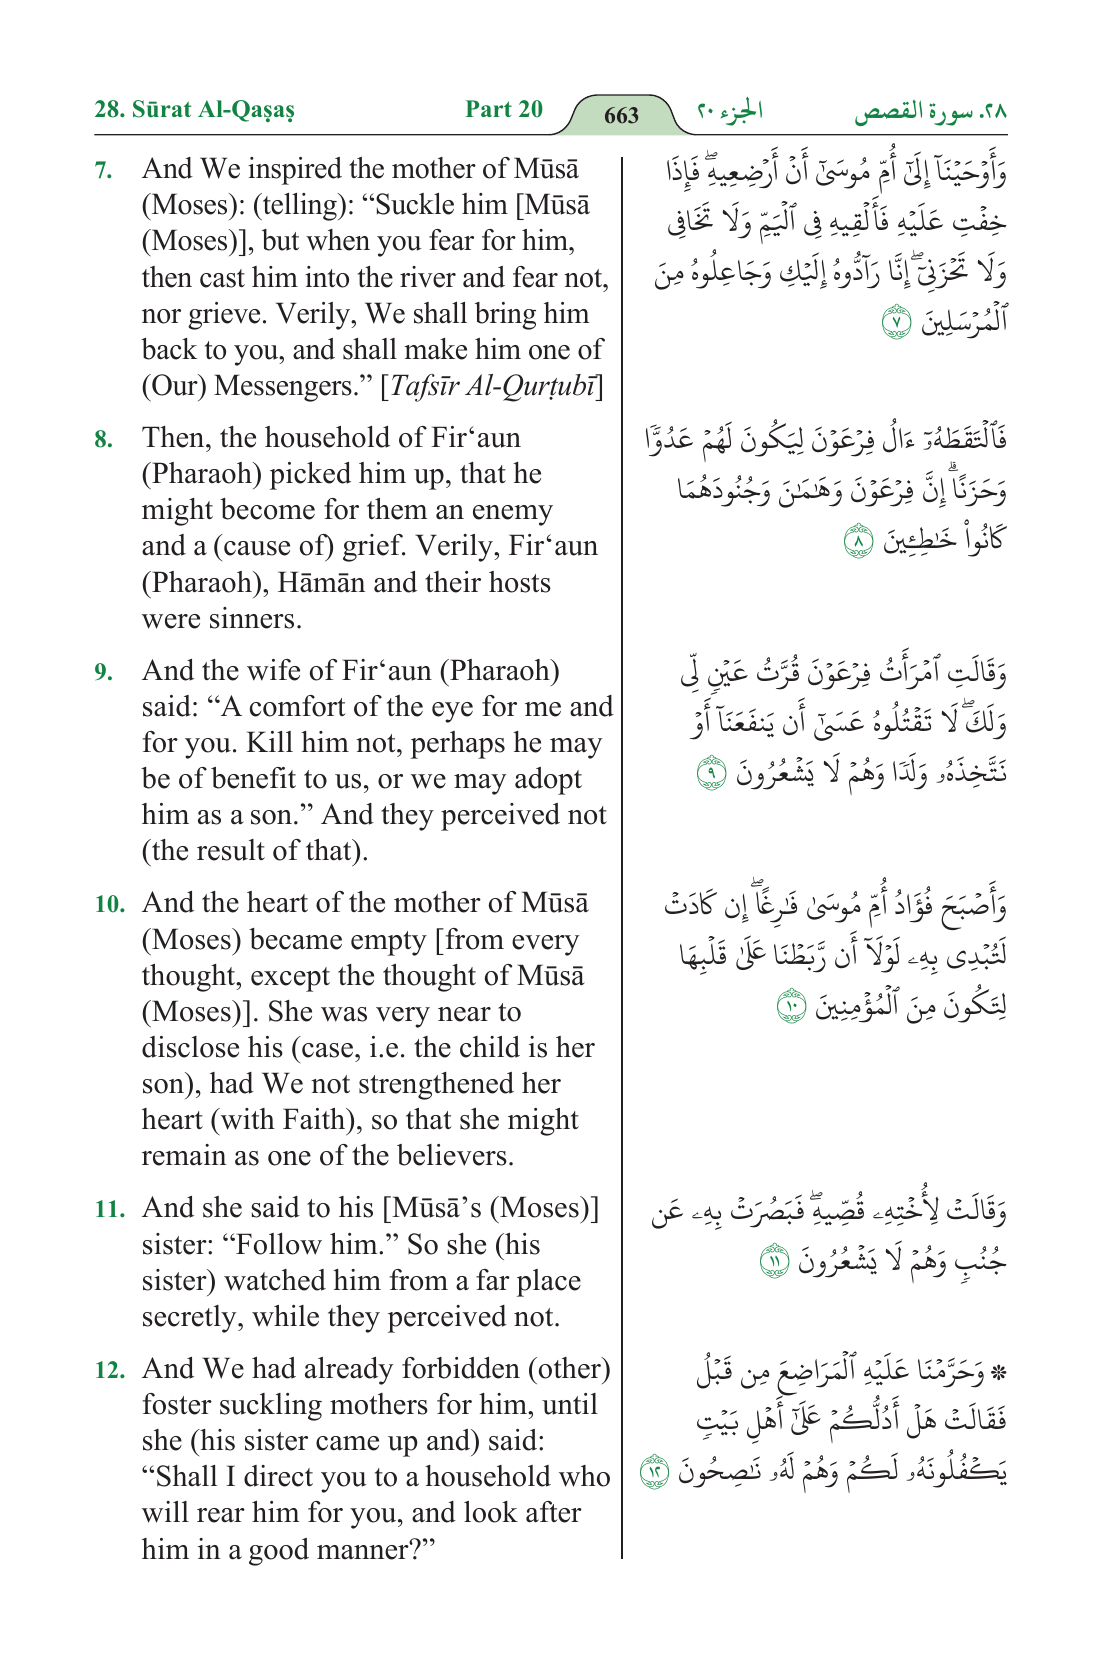 28. Sūrat Al-Qaṣaṣ
Part 20
663
الجزء ٢٠
٢٨. سورة القصص
7. And We inspired the mother of Mūsā
(Moses): (telling): “Suckle him [Mūsā
(Moses)], but when you fear for him,
then cast him into the river and fear not,
nor grieve. Verily, We shall bring him
back to you, and shall make him one of
(Our) Messengers.” [Tafsīr Al-Qurṭubī]
8. Then, the household of Fir‘aun
(Pharaoh) picked him up, that he
might become for them an enemy
and a (cause of) grief. Verily, Fir‘aun
(Pharaoh), Hāmān and their hosts
were sinners.
9. And the wife of Fir‘aun (Pharaoh)
said: “A comfort of the eye for me and
for you. Kill him not, perhaps he may
be of benefit to us, or we may adopt
him as a son.” And they perceived not
(the result of that).
10. And the heart of the mother of Mūsā
(Moses) became empty [from every
thought, except the thought of Mūsā
(Moses)]. She was very near to
disclose his (case, i.e. the child is her
son), had We not strengthened her
heart (with Faith), so that she might
remain as one of the believers.
11. And she said to his [Mūsā’s (Moses)]
sister: “Follow him.” So she (his
sister) watched him from a far place
secretly, while they perceived not.
12. And We had already forbidden (other)
foster suckling mothers for him, until
she (his sister came up and) said:
“Shall I direct you to a household who
will rear him for you, and look after
him in a good manner?”
وَأَوْحَيْنَآ إِلَىٰٓ أُمِّ مُوسَىٰٓ أَنْ أَرْضِعِيهِ ۖ فَإِذَا
خِفْتِ عَلَيْهِ فَأَلْقِيهِ فِى ٱلْيَمِّ وَلَا تَخَافِى
وَلَا تَحْزَنِىٓ ۖ إِنَّا رَآدُّوهُ إِلَيْكِ وَجَاعِلُوهُ مِنَ
ٱلْمُرْسَلِينَ ٧
فَٱلْتَقَطَهُۥٓ ءَالُ فِرْعَوْنَ لِيَكُونَ لَهُمْ عَدُوًّا
وَحَزَنًا ۗ إِنَّ فِرْعَوْنَ وَهَـٰمَـٰنَ وَجُنُودَهُمَا
كَانُوا۟ خَـٰطِـِٔينَ ٨
وَقَالَتِ ٱمْرَأَتُ فِرْعَوْنَ قُرَّتُ عَيْنٍ لِّى
وَلَكَ ۖ لَا تَقْتُلُوهُ عَسَىٰٓ أَن يَنفَعَنَآ أَوْ
نَتَّخِذَهُۥ وَلَدًا وَهُمْ لَا يَشْعُرُونَ ٩
وَأَصْبَحَ فُؤَادُ أُمِّ مُوسَىٰ فَـٰرِغًا ۖ إِن كَادَتْ
لَتُبْدِى بِهِۦ لَوْلَآ أَن رَّبَطْنَا عَلَىٰ قَلْبِهَا
لِتَكُونَ مِنَ ٱلْمُؤْمِنِينَ ١٠
وَقَالَتْ لِأُخْتِهِۦ قُصِّيهِ ۖ فَبَصُرَتْ بِهِۦ عَن
جُنُبٍ وَهُمْ لَا يَشْعُرُونَ ١١
✽ وَحَرَّمْنَا عَلَيْهِ ٱلْمَرَاضِعَ مِن قَبْلُ
فَقَالَتْ هَلْ أَدُلُّكُمْ عَلَىٰٓ أَهْلِ بَيْتٍ
يَكْفُلُونَهُۥ لَكُمْ وَهُمْ لَهُۥ نَـٰصِحُونَ ١٢